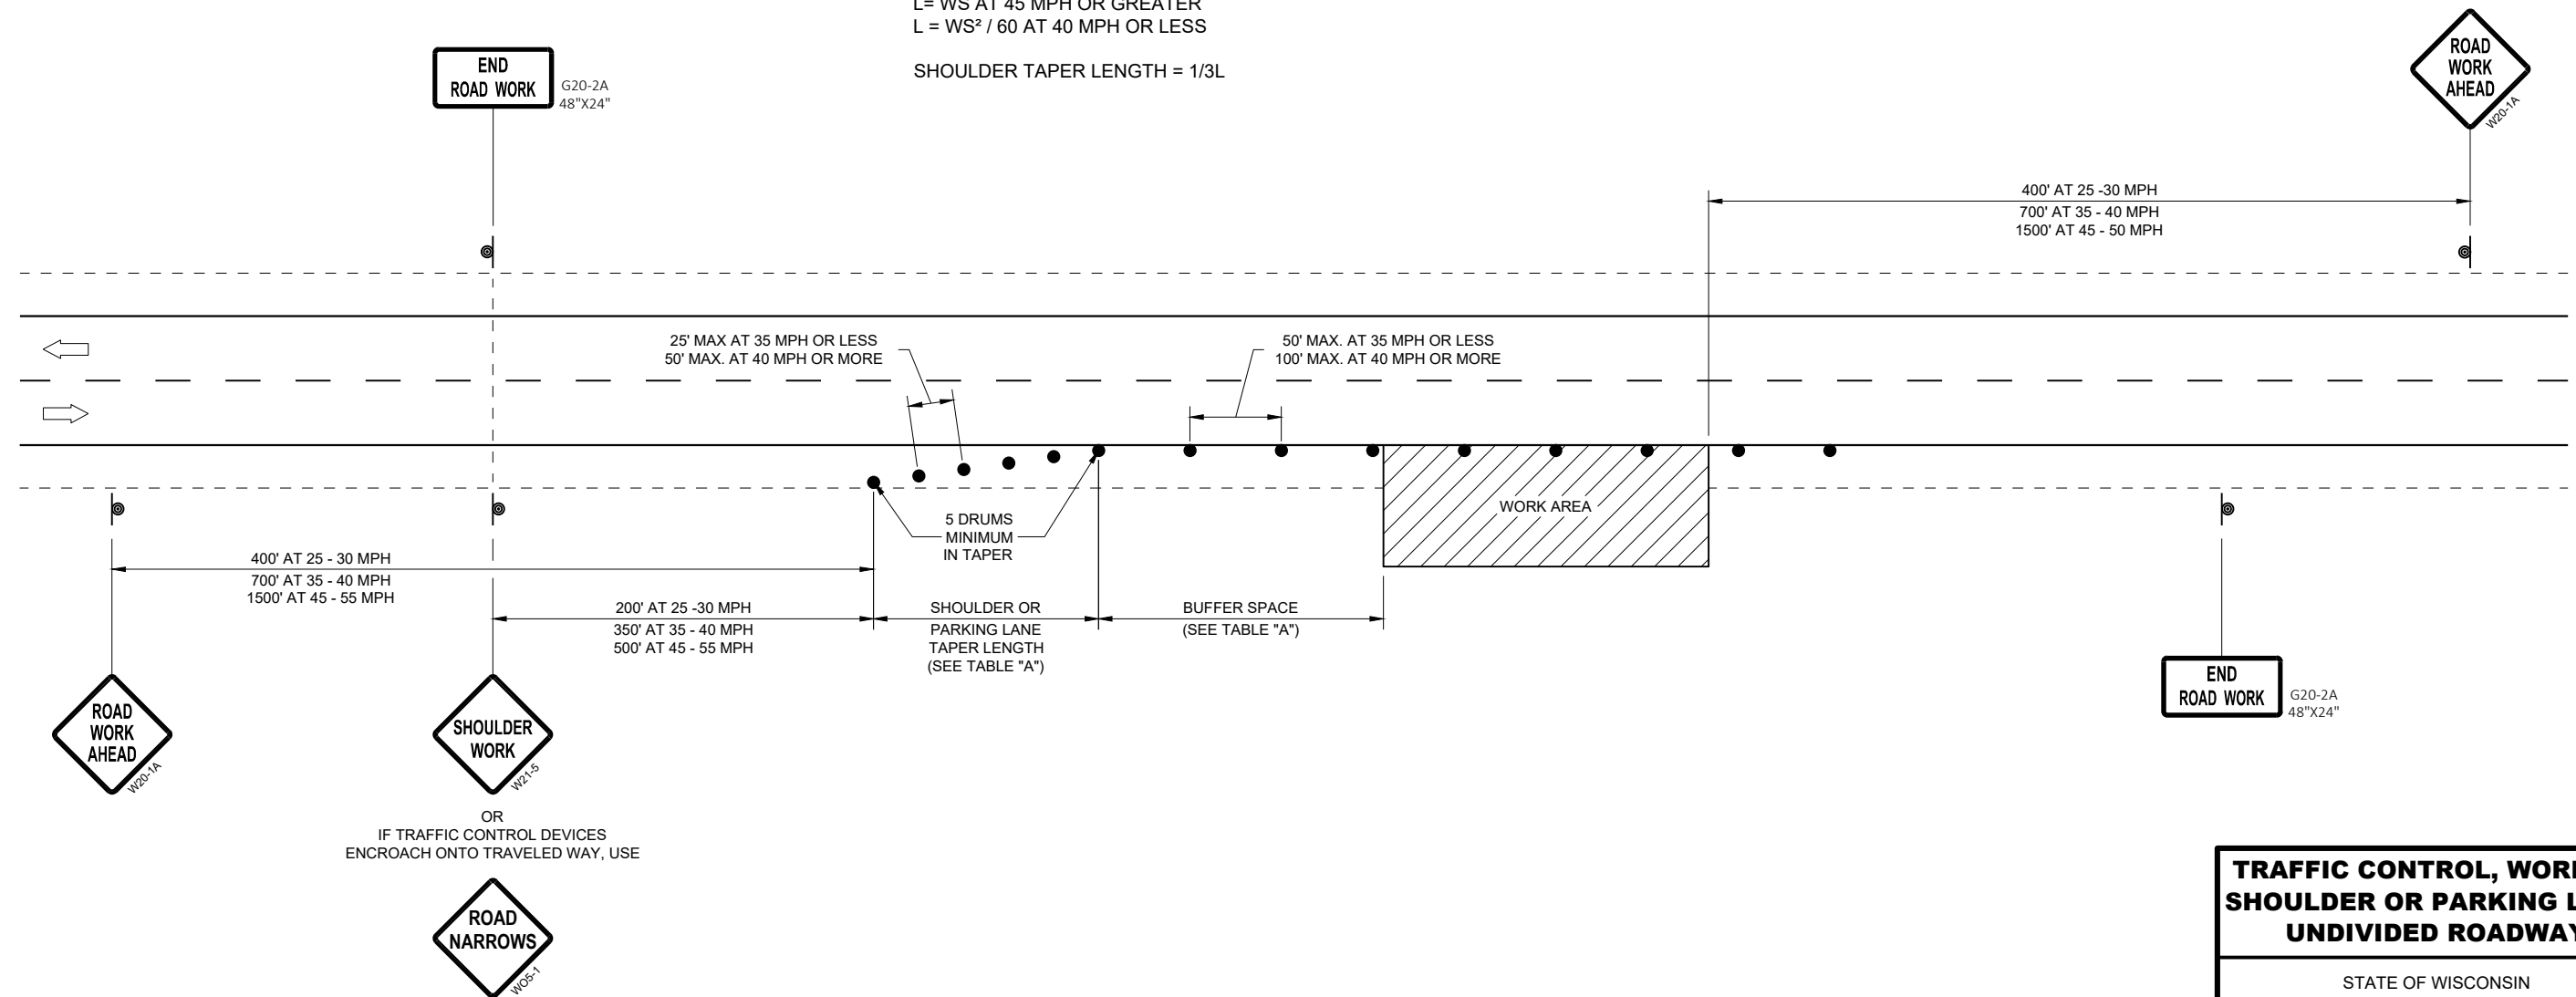 L= WS AT 45 MPH OR GREATER
L = WS² / 60 AT 40 MPH OR LESS
SHOULDER TAPER LENGTH = 1/3L
END
ROAD WORK
G20-2A
48"X24"
ROAD
WORK
AHEAD
W20-1A
400' AT 25 -30 MPH
700' AT 35 - 40 MPH
1500' AT 45 - 50 MPH
25' MAX AT 35 MPH OR LESS
50' MAX. AT 40 MPH OR MORE
50' MAX. AT 35 MPH OR LESS
100' MAX. AT 40 MPH OR MORE
5 DRUMS
MINIMUM
IN TAPER
WORK AREA
400' AT 25 - 30 MPH
700' AT 35 - 40 MPH
1500' AT 45 - 55 MPH
200' AT 25 -30 MPH
350' AT 35 - 40 MPH
500' AT 45 - 55 MPH
SHOULDER OR
PARKING LANE
TAPER LENGTH
(SEE TABLE "A")
BUFFER SPACE
(SEE TABLE "A")
ROAD
WORK
AHEAD
W20-1A
SHOULDER
WORK
W21-5
OR
IF TRAFFIC CONTROL DEVICES
ENCROACH ONTO TRAVELED WAY, USE
ROAD
NARROWS
WO5-1
END
ROAD WORK
G20-2A
48"X24"
TRAFFIC CONTROL,
SHOULDER OR PARKING
UNDIVIDED ROADWAY
STATE OF WISCONSIN